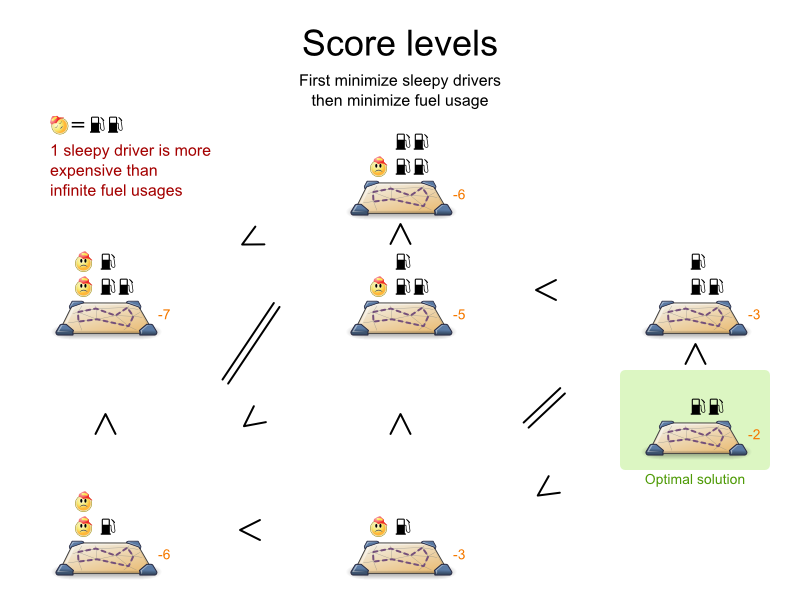 Score levels
First minimize sleepy drivers
then minimize fuel usage
=
1 sleepy driver is more
expensive than
infinite fuel usages
-6
<
<
-7
-5
<
-3
=
<
<
<
=
<
-2
Optimal solution
<
-6
<
-3